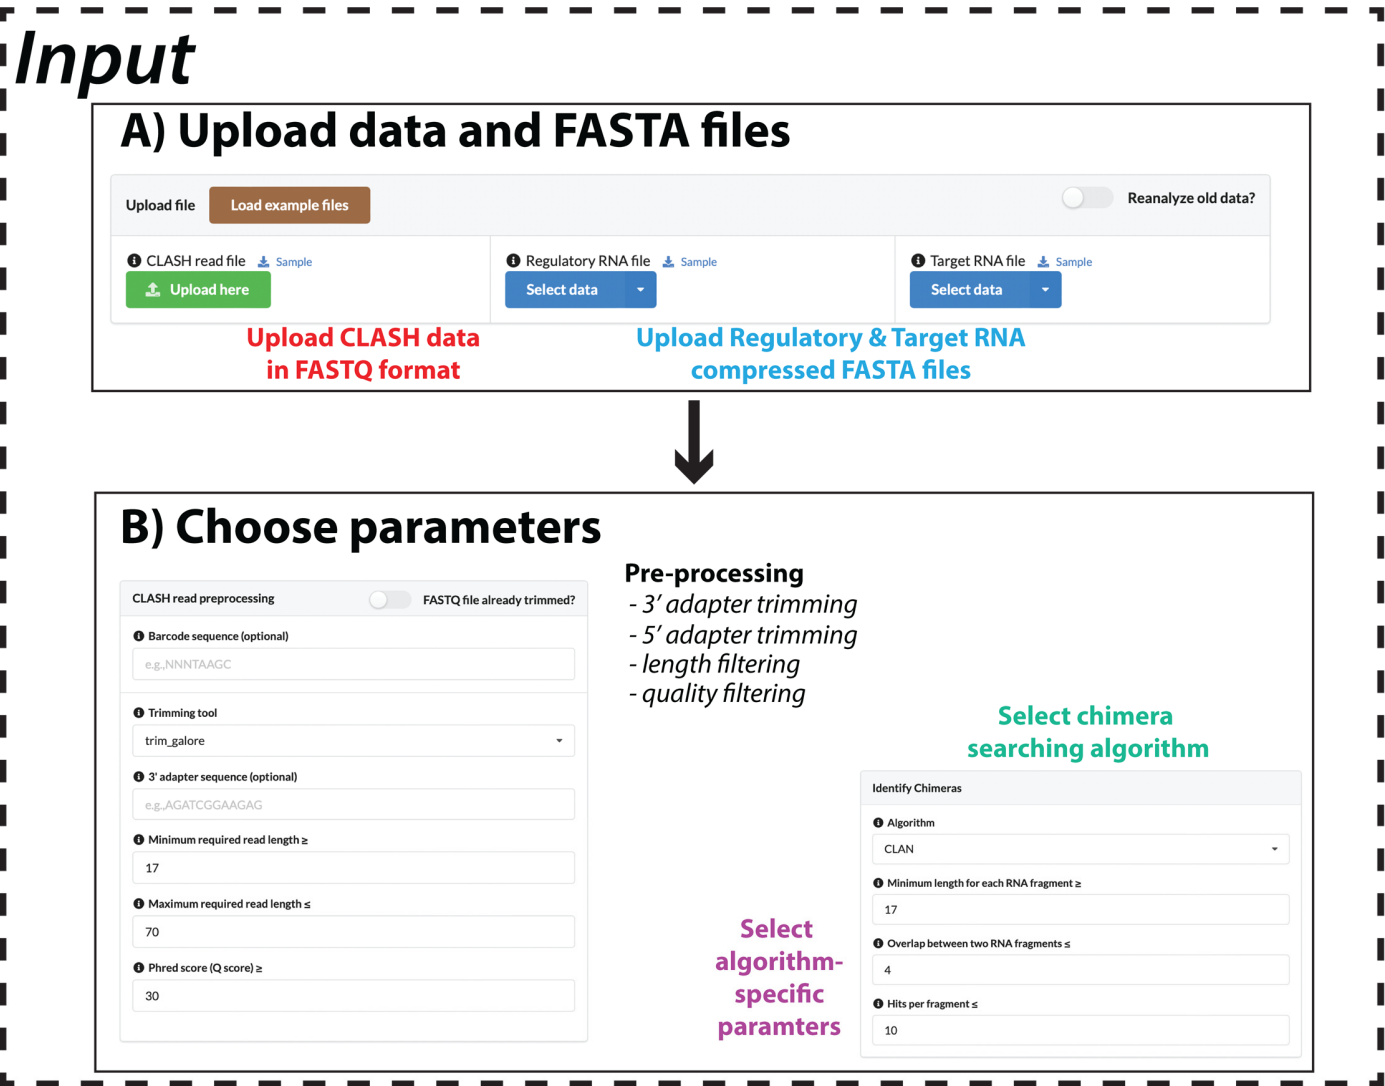 Input
A) Upload data and FASTA files
Upload file
Load example files
Reanalyze old data?
CLASH read file
Sample
Upload here
Regulatory RNA file
Sample
Select data
Target RNA file
Sample
Select data
Upload CLASH data
in FASTQ format
Upload Regulatory & Target RNA
compressed FASTA files
B) Choose parameters
CLASH read preprocessing
FASTQ file already trimmed?
Barcode sequence (optional)
e.g.,NNNTAAGC
Trimming tool
trim_galore
3' adapter sequence (optional)
e.g.,AGATCGGAAGAG
Minimum required read length ≥
17
Maximum required read length ≤
70
Phred score (Q score) ≥
30
Pre-processing
- 3’ adapter trimming
- 5’ adapter trimming
- length filtering
- quality filtering
Select chimera
searching algorithm
Select
algorithm-
specific
paramters
Identify Chimeras
Algorithm
CLAN
Minimum length for each RNA fragment ≥
17
Overlap between two RNA fragments ≤
4
Hits per fragment ≤
10